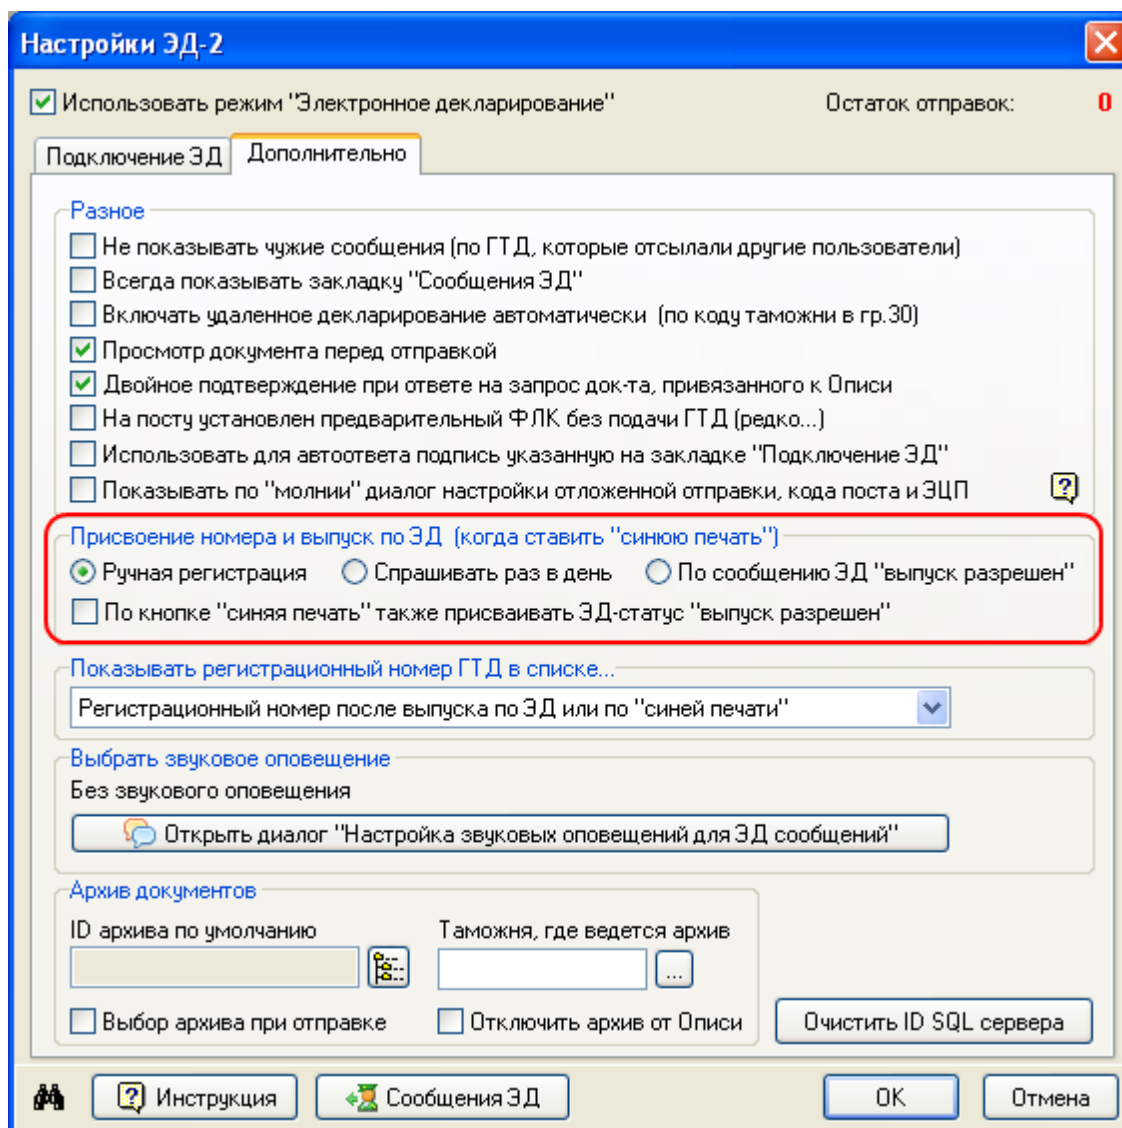 Настройки ЭД-2
Использовать режим "Электронное декларирование" Остаток отправок: 0
Подключение ЭД Дополнительно
Разное
Не показывать чужие сообщения (по ГТД, которые отсылали другие пользователи)
Всегда показывать закладку "Сообщения ЭД"
Включать удаленное декларирование автоматически (по коду таможни в гр.30)
Просмотр документа перед отправкой
Двойное подтверждение при ответе на запрос док-та, привязанного к Описи
На посту установлен предварительный ФЛК без подачи ГТД (редко...)
Использовать для автоответа подпись указанную на закладке "Подключение ЭД"
Показывать по "молнии" диалог настройки отложенной отправки, кода поста и ЭЦП
Присвоение номера и выпуск по ЭД (когда ставить "синюю печать")
Ручная регистрация Спрашивать раз в день По сообщению ЭД "выпуск разрешен"
По кнопке "синяя печать" также присваивать ЭД-статус "выпуск разрешен"
Показывать регистрационный номер ГТД в списке...
Регистрационный номер после выпуска по ЭД или по "синей печати"
Выбрать звуковое оповещение
Без звукового оповещения
Открыть диалог "Настройка звуковых оповещений для ЭД сообщений"
Архив документов
ID архива по умолчанию Таможня, где ведется архив
...
Выбор архива при отправке Отключить архив от Описи Очистить ID SQL сервера
Инструкция Сообщения ЭД OK Отмена